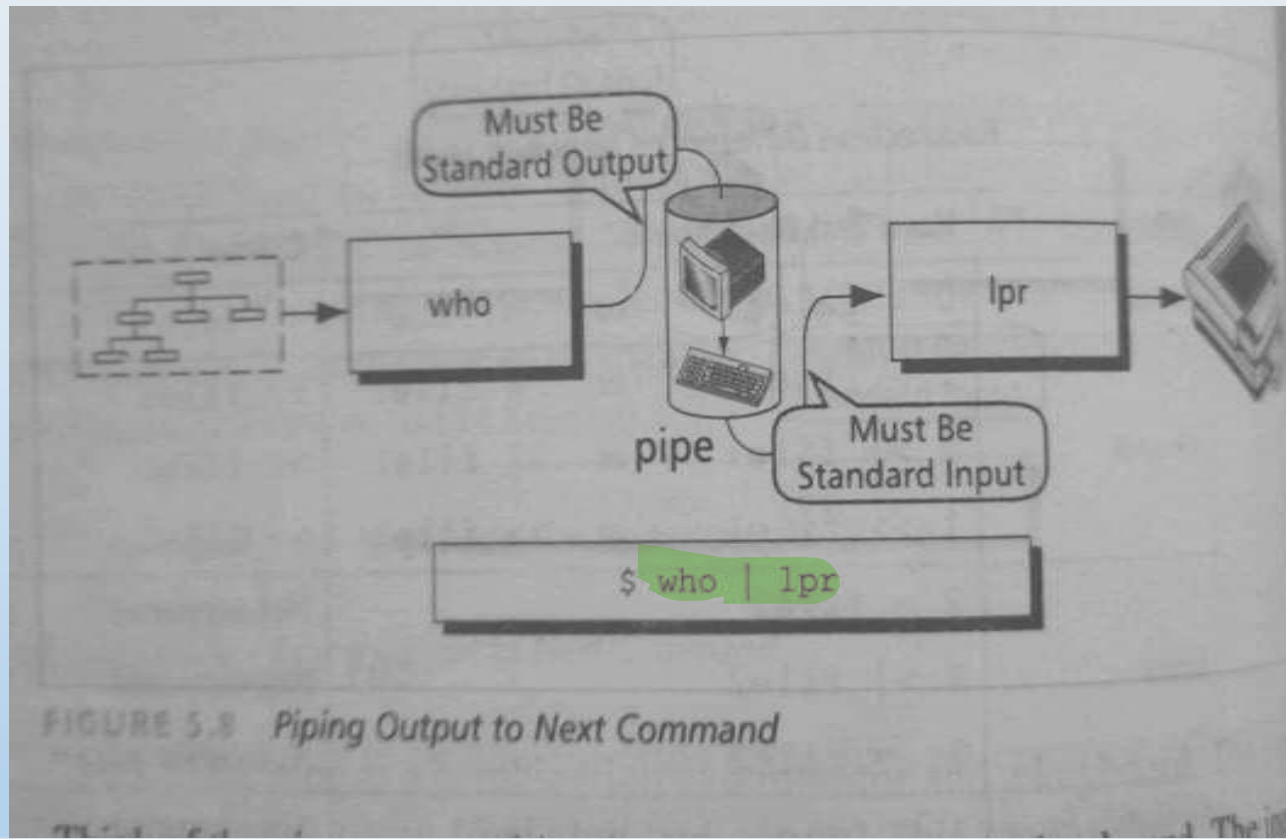 Must Be
Standard Output
who
lpr
pipe
Must Be
Standard Input
$ who | lpr
FIGURE 5.8 Piping Output to Next Command